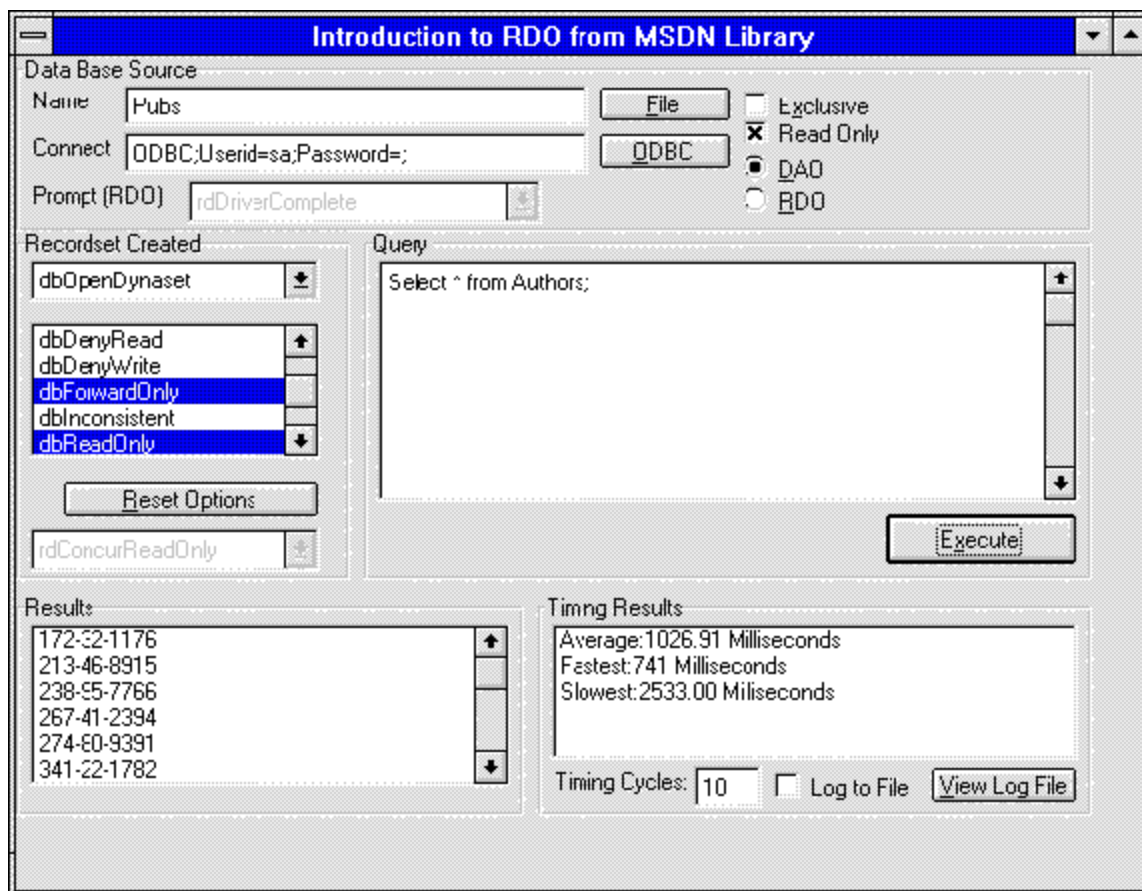 Introduction to RDO from MSDN Library
Data Base Source
Name Pubs File Exclusive
Read Only
Connect ODBC;Userid=sa;Password=; ODBC
DAO
Prompt (RDO) rdDriverComplete RDO
Recordset Created
dbOpenDynaset
dbDenyRead
dbDenyWrite
dbForwardOnly
dbInconsistent
dbReadOnly
Reset Options
rdConcurReadOnly
Query
Select * from Authors;
Execute
Results
172-32-1176
213-46-8915
238-95-7766
267-41-2394
274-80-9391
341-22-1782
Timing Results
Average:1026.91 Milliseconds
Fastest:741 Milliseconds
Slowest:2533.00 Miliseconds
Timing Cycles: 10 Log to File View Log File